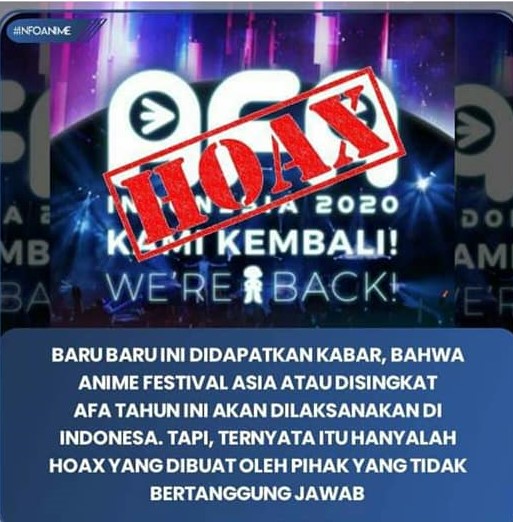 #INFOANIME
AFA
HOAX
INDONESIA 2020
KAMI KEMBALI!
WE'RE BACK!
BARU BARU INI DIDAPATKAN KABAR, BAHWA
ANIME FESTIVAL ASIA ATAU DISINGKAT
AFA TAHUN INI AKAN DILAKSANAKAN DI
INDONESA. TAPI, TERNYATA ITU HANYALAH
HOAX YANG DIBUAT OLEH PIHAK YANG TIDAK
BERTANGGUNG JAWAB